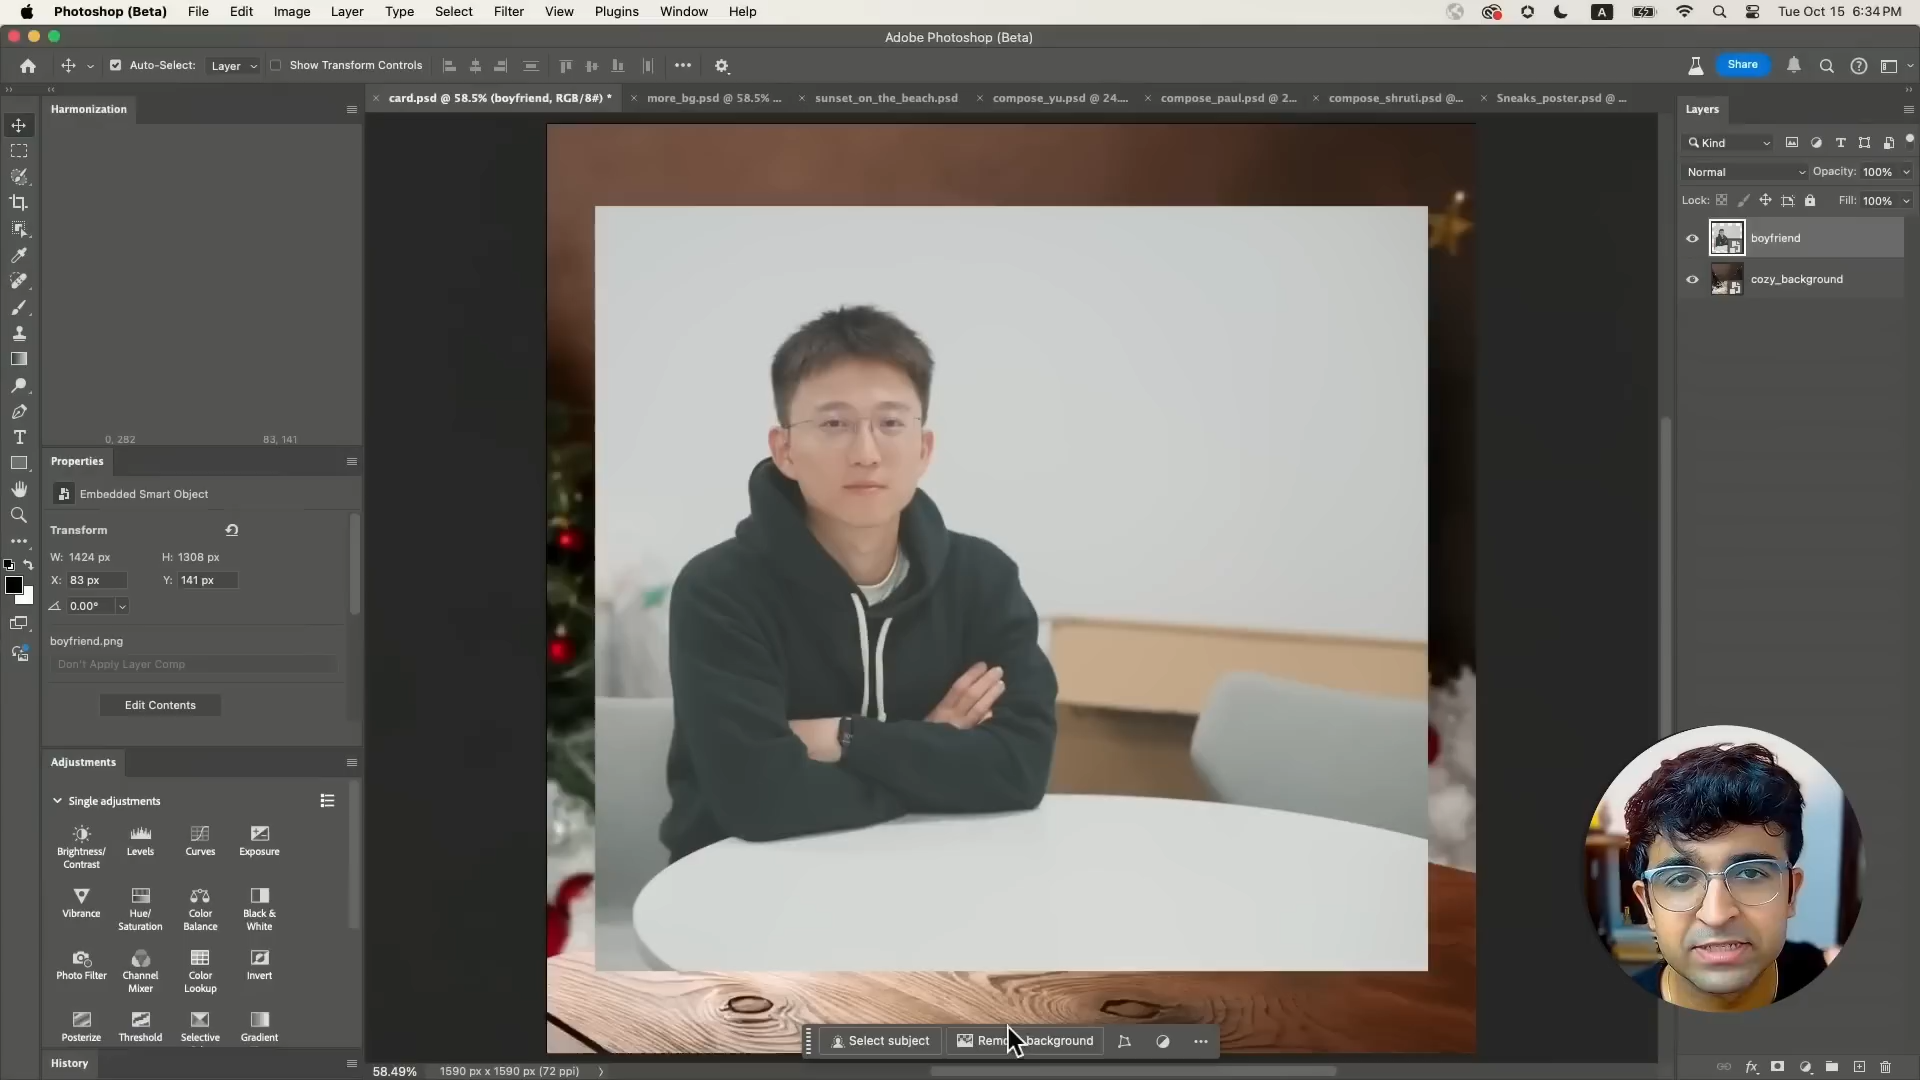 Photoshop (Beta) File Edit Image Layer Type Select Filter View Plugins Window Help
A Tue Oct 15 6:34 PM
Adobe Photoshop (Beta)
Auto-Select: Layer Show Transform Controls
Share
Harmonization
card.psd @ 58.5% (boyfriend, RGB/8#) *
more_bg.psd @ 58.5% ...
sunset_on_the_beach.psd
compose_yu.psd @ 24....
compose_paul.psd @ 2...
compose_shruti.psd @...
Sneaks_poster.psd @ ...
Layers
Kind
Normal Opacity: 100%
Lock: Fill: 100%
boyfriend
cozy_background
0, 282 83, 141
Properties
Embedded Smart Object
Transform
W: 1424 px H: 1308 px
X: 83 px Y: 141 px
0.00°
boyfriend.png
Don't Apply Layer Comp
Edit Contents
Adjustments
Single adjustments
Brightness/
Contrast
Levels
Curves
Exposure
Vibrance
Hue/
Saturation
Color
Balance
Black &
White
Photo Filter
Channel
Mixer
Color
Lookup
Invert
Posterize
Threshold
Selective
Gradient
History
Select subject
background
58.49% 1590 px x 1590 px (72 ppi)